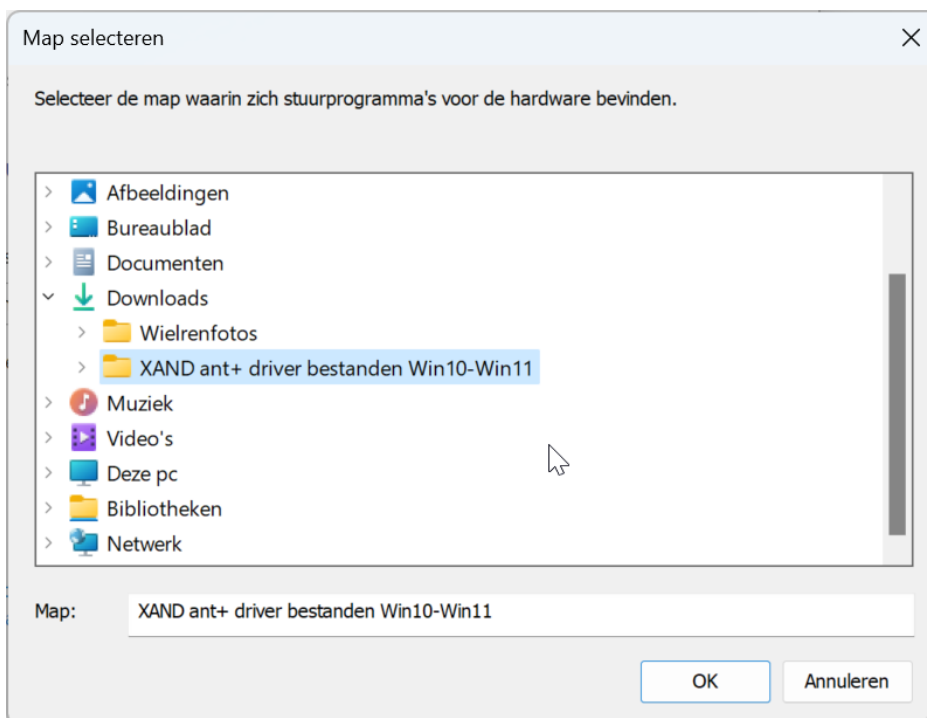 Map selecteren
Selecteer de map waarin zich stuurprogramma's voor de hardware bevinden.
Afbeeldingen
Bureaublad
Documenten
Downloads
Wielrenfotos
XAND ant+ driver bestanden Win10-Win11
Muziek
Video's
Deze pc
Bibliotheken
Netwerk
Map: XAND ant+ driver bestanden Win10-Win11
OK Annuleren